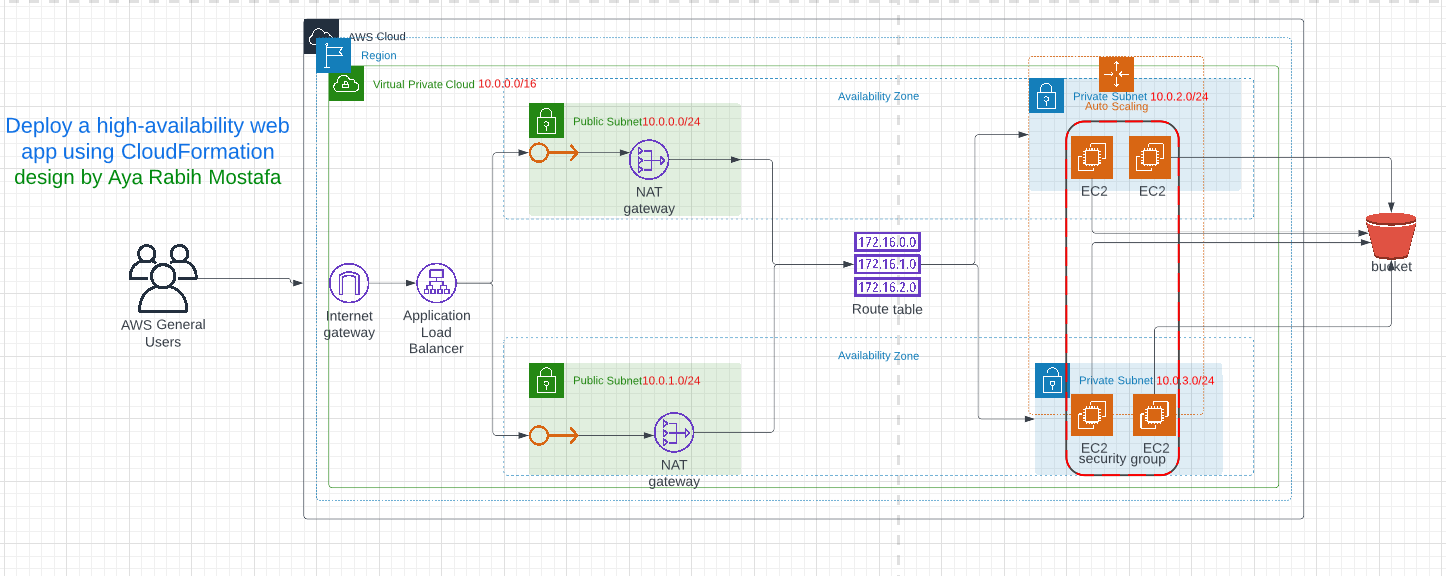 AWS Cloud
Region
Virtual Private Cloud 10.0.0.0/16
Deploy a high-availability web
app using CloudFormation
design by Aya Rabih Mostafa
Availability Zone
Private Subnet 10.0.2.0/24
Auto Scaling
Public Subnet10.0.0.0/24
NAT
gateway
EC2
EC2
172.16.0.0
172.16.1.0
172.16.2.0
Route table
bucket
AWS General
Users
Internet
gateway
Application
Load
Balancer
Availability Zone
Public Subnet10.0.1.0/24
Private Subnet 10.0.3.0/24
NAT
gateway
EC2
EC2
security group